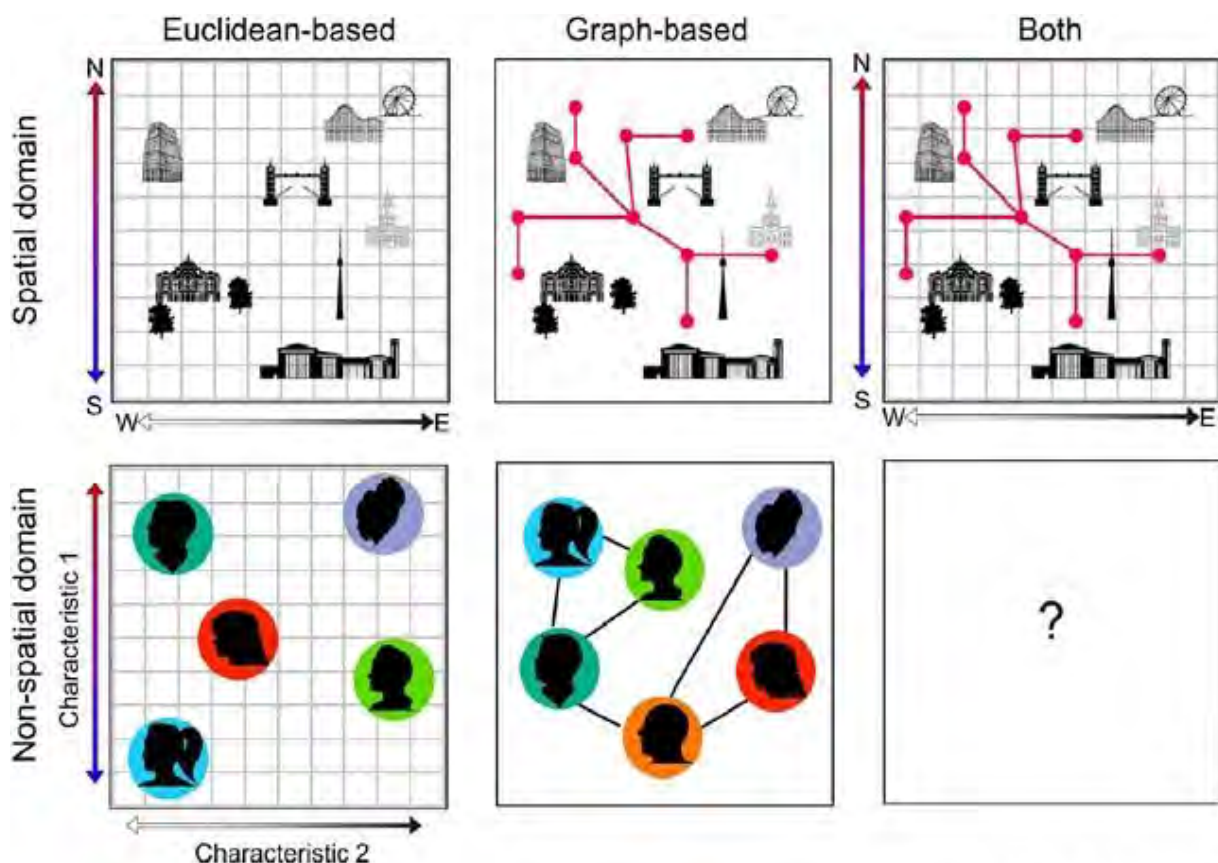 Euclidean-based
Graph-based
Both
Spatial domain
N
S
W
E
N
S
W
E
Non-spatial domain
Characteristic 1
Characteristic 2
?